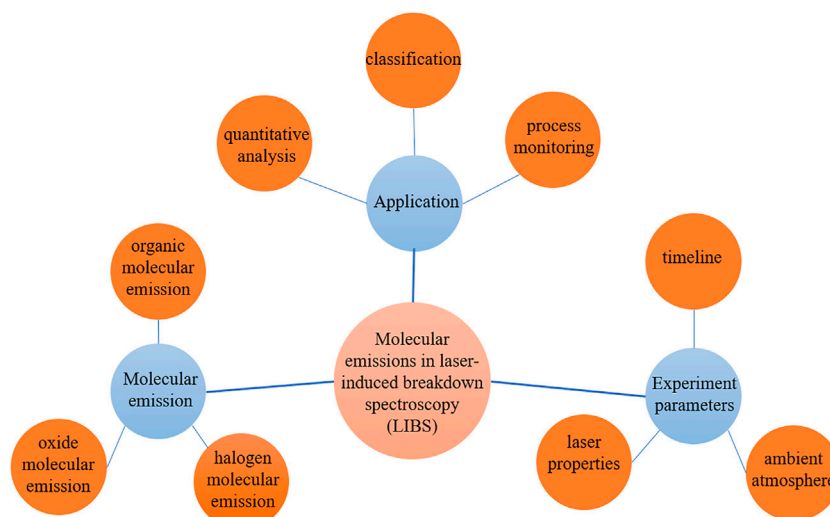 classification
quantitative
analysis
process
monitoring
Application
organic
molecular
emission
timeline
Molecular
emissions in laser-
induced breakdown
spectroscopy
(LIBS)
Molecular
emission
Experiment
parameters
oxide
molecular
emission
halogen
molecular
emission
laser
properties
ambient
atmosphere